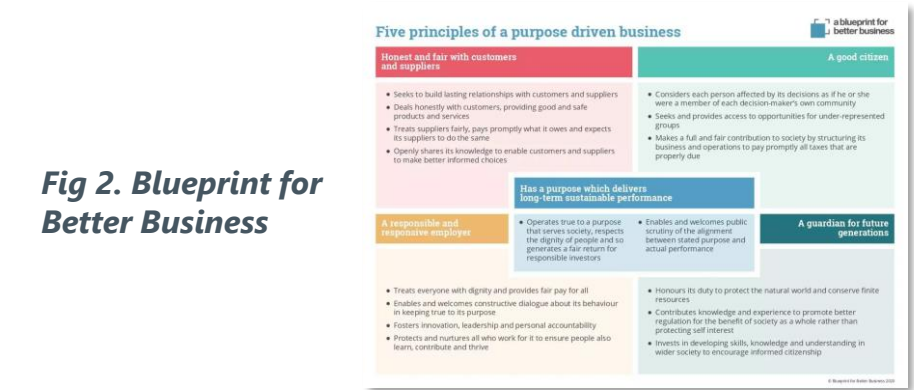 Fig 2. Blueprint for
Better Business
Five principles of a purpose driven business
a blueprint for
better business
Honest and fair with customers
and suppliers
• Seeks to build lasting relationships with customers and suppliers
• Deals honestly with customers, providing good and safe
products and services
• Treats suppliers fairly, pays promptly what it owes and expects
its suppliers to do the same
• Openly shares its knowledge to enable customers and suppliers
to make better informed choices
A good citizen
• Considers each person affected by its decisions as if he or she
were a member of each decision-maker's own community
• Seeks and provides access to opportunities for under-represented
groups
• Makes a full and fair contribution to society by structuring its
business and operations to pay promptly all taxes that are
properly due
Has a purpose which delivers
long-term sustainable performance
• Operates true to a purpose
that serves society, respects
the dignity of people and so
generates a fair return for
responsible investors
• Enables and welcomes public
scrutiny of the alignment
between stated purpose and
actual performance
A responsible and
responsive employer
• Treats everyone with dignity and provides fair pay for all
• Enables and welcomes constructive dialogue about its behaviour
in keeping true to its purpose
• Fosters innovation, leadership and personal accountability
• Protects and nurtures all who work for it to ensure people also
learn, contribute and thrive
A guardian for future
generations
• Honours its duty to protect the natural world and conserve finite
resources
• Contributes knowledge and experience to promote better
regulation for the benefit of society as a whole rather than
protecting self interest
• Invests in developing skills, knowledge and understanding in
wider society to encourage informed citizenship
© Blueprint for Better Business